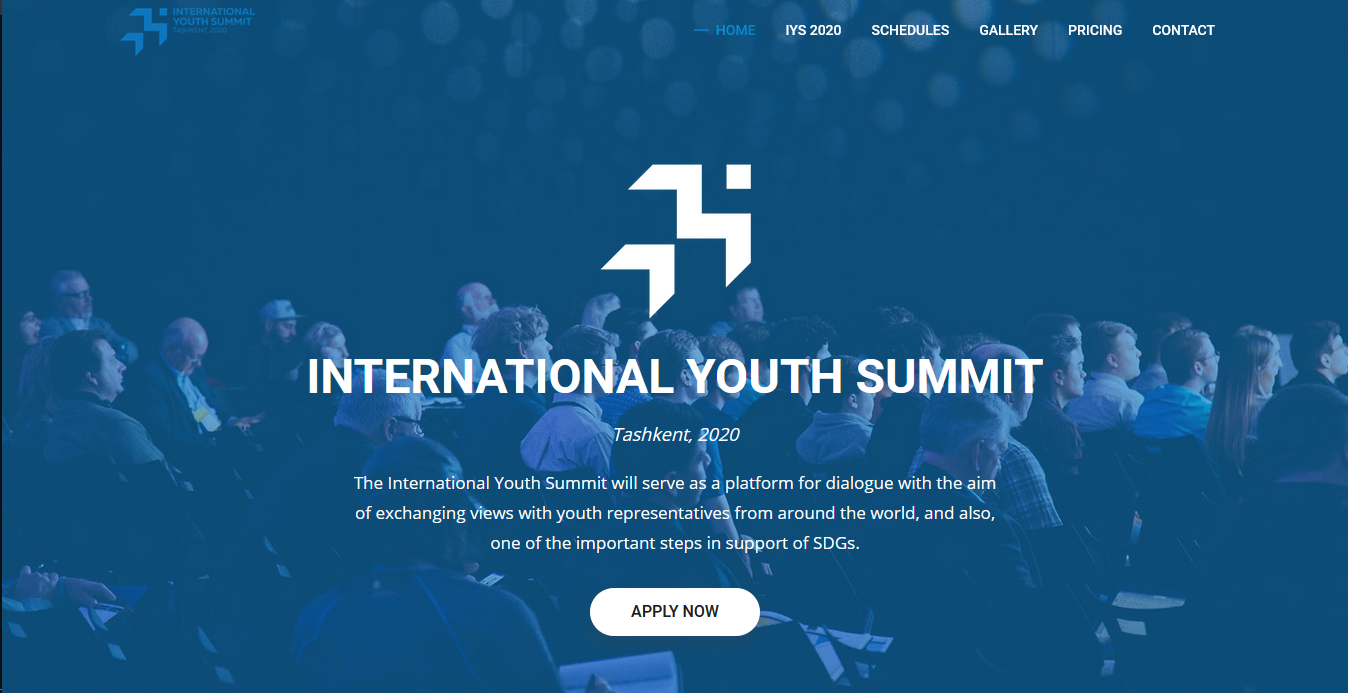 INTERNATIONAL
YOUTH SUMMIT
TASHKENT, 2020
HOME
IYS 2020
SCHEDULES
GALLERY
PRICING
CONTACT
INTERNATIONAL YOUTH SUMMIT
Tashkent, 2020
The International Youth Summit will serve as a platform for dialogue with the aim
of exchanging views with youth representatives from around the world, and also,
one of the important steps in support of SDGs.
APPLY NOW